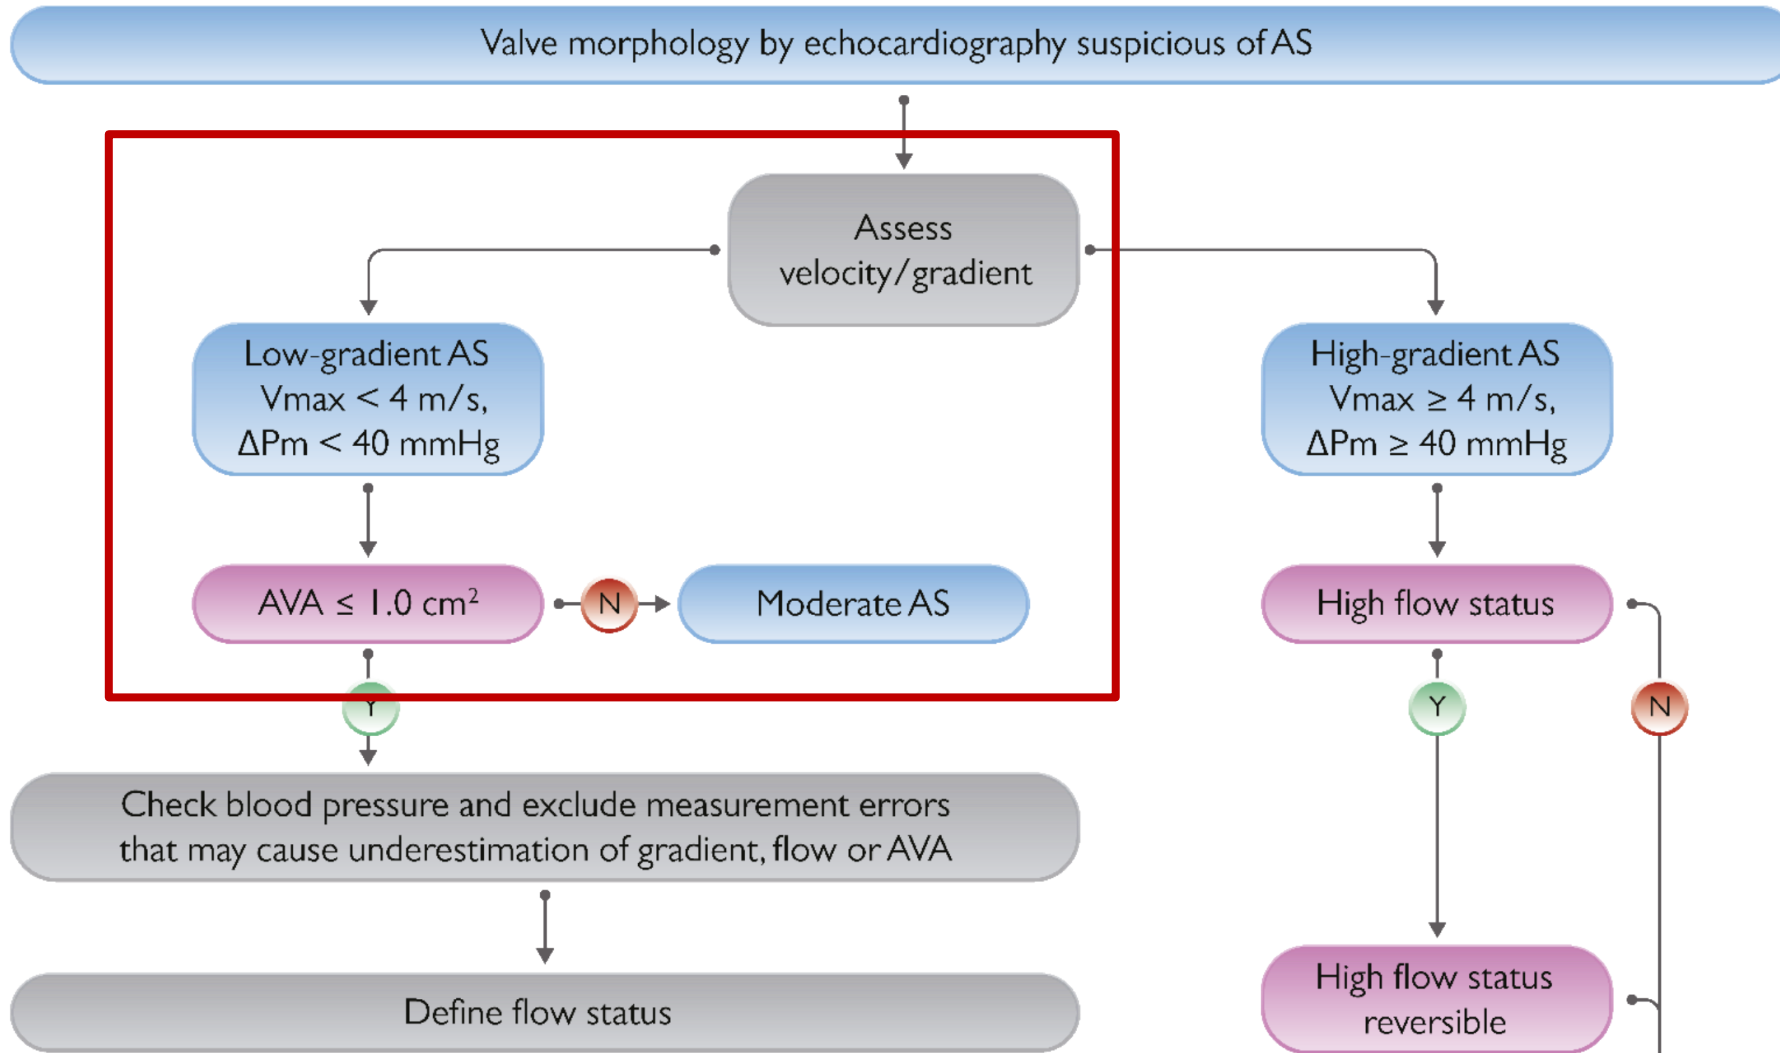 Valve morphology by echocardiography suspicious of AS
Assess
velocity/gradient
Low-gradient AS
Vmax < 4 m/s,
ΔPm < 40 mmHg
High-gradient AS
Vmax ≥ 4 m/s,
ΔPm ≥ 40 mmHg
AVA ≤ 1.0 cm²
N
Moderate AS
High flow status
Y
Y
N
Check blood pressure and exclude measurement errors
that may cause underestimation of gradient, flow or AVA
Define flow status
High flow status
reversible